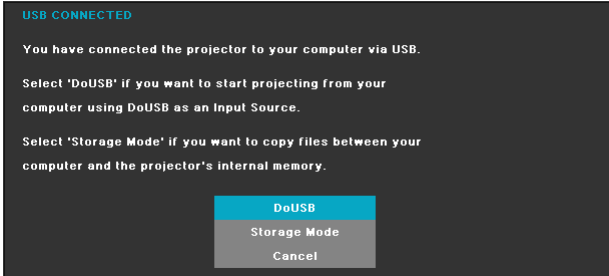 USB CONNECTED
You have connected the projector to your computer via USB.
Select 'DoUSB' if you want to start projecting from your
computer using DoUSB as an Input Source.
Select 'Storage Mode' if you want to copy files between your
computer and the projector's internal memory.
DoUSB
Storage Mode
Cancel